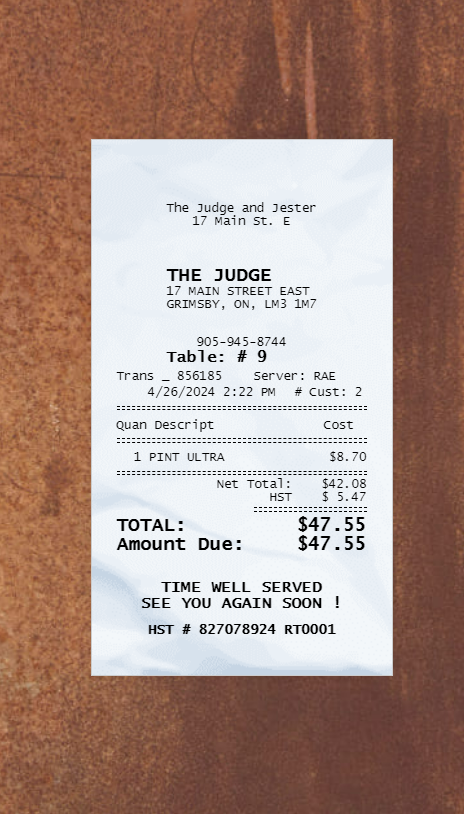 The Judge and Jester
17 Main St. E
THE JUDGE
17 MAIN STREET EAST
GRIMSBY, ON, LM3 1M7
905-945-8744
Table: # 9
Trans _ 856185 Server: RAE
4/26/2024 2:22 PM # Cust: 2
Quan Descript Cost
1 PINT ULTRA $8.70
Net Total: $42.08
HST $ 5.47
TOTAL: $47.55
Amount Due: $47.55
TIME WELL SERVED
SEE YOU AGAIN SOON !
HST # 827078924 RT0001